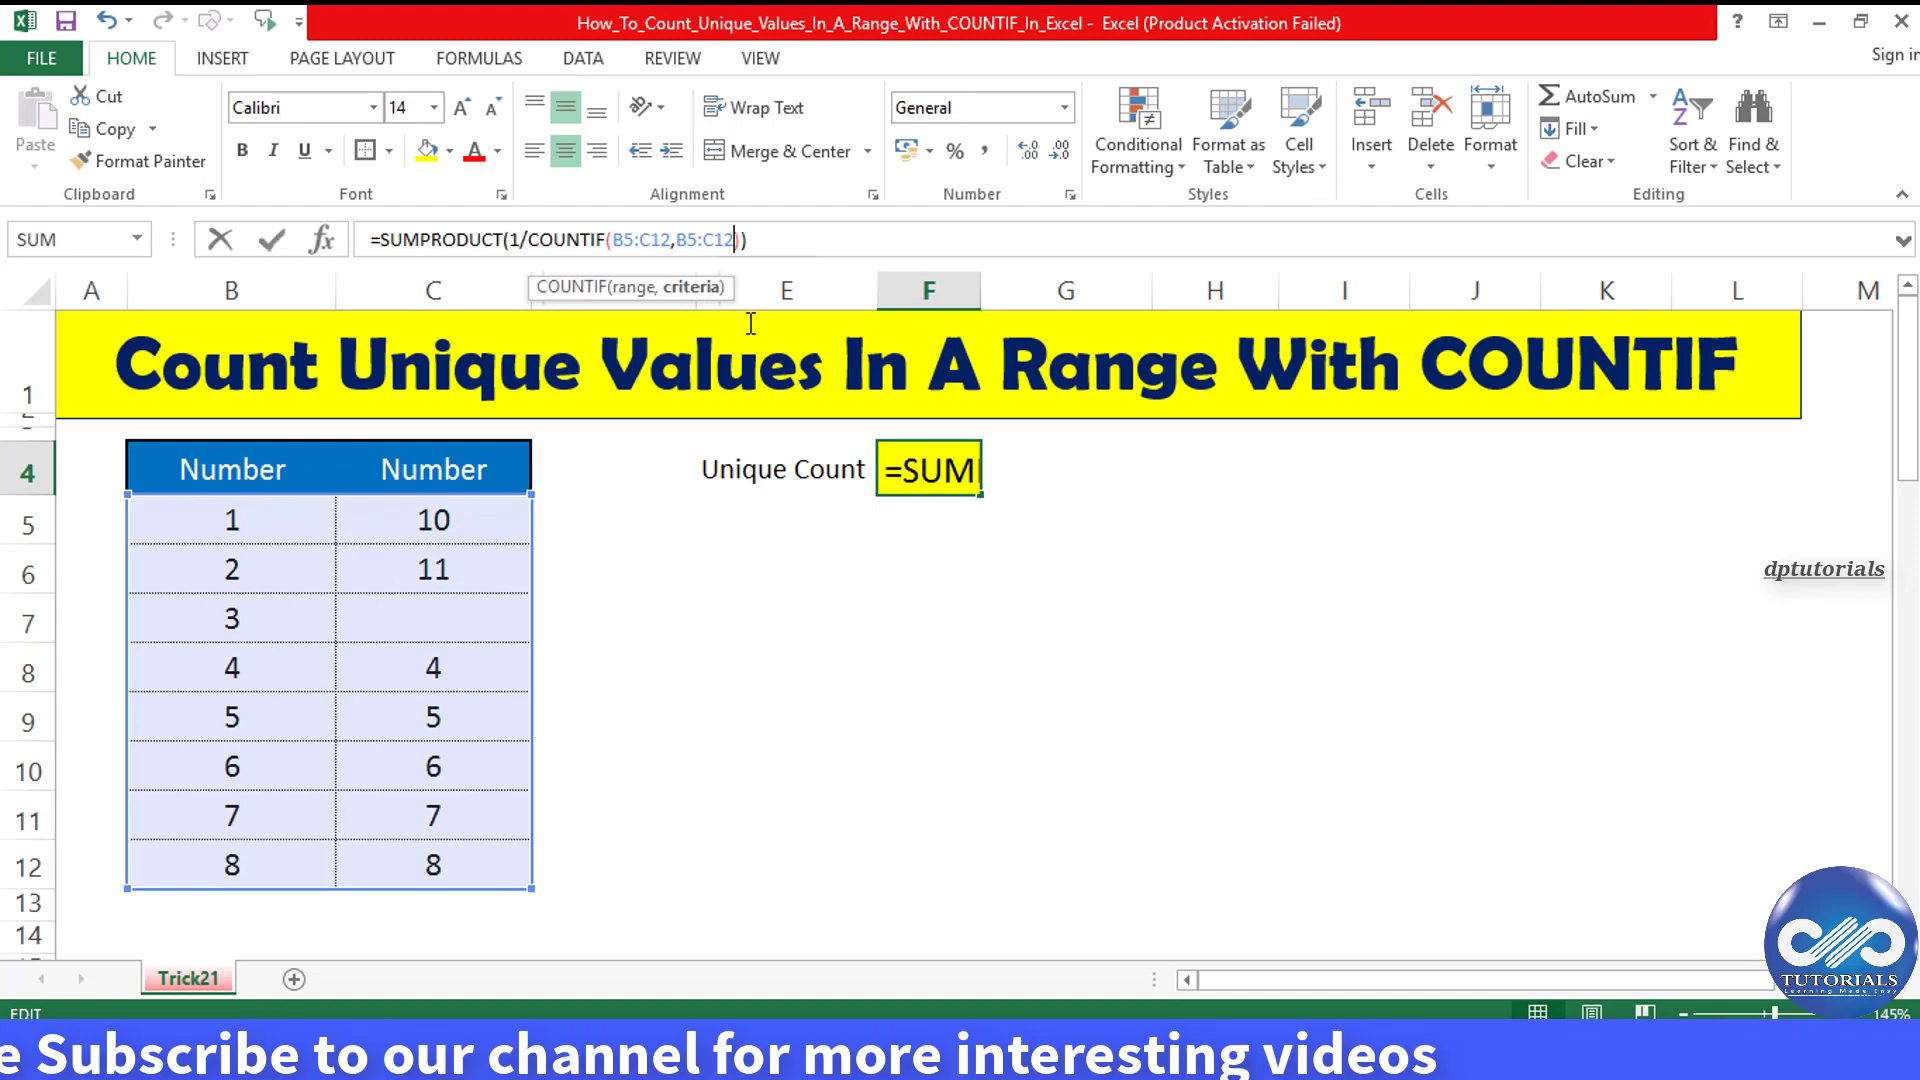 How_To_Count_Unique_Values_In_A_Range_With_COUNTIF_In_Excel - Excel (Product Activation Failed)
?
FILE HOME INSERT PAGE LAYOUT FORMULAS DATA REVIEW VIEW Sign in
Paste
Cut
Copy
Format Painter
Clipboard
Calibri 14
B I U A
Font
Wrap Text
Merge & Center
Alignment
General
%
Number
Conditional Formatting
Format as Table
Cell Styles
Styles
Insert
Delete
Format
Cells
AutoSum
Fill
Clear
Sort & Filter
Find & Select
Editing
SUM fx =SUMPRODUCT(1/COUNTIF(B5:C12,B5:C12))
COUNTIF(range, criteria)
A B C E F G H I J K L M
1 Count Unique Values In A Range With COUNTIF
4 Number Number Unique Count =SUM
5 1 10
6 2 11
dptutorials
7 3
8 4 4
9 5 5
10 6 6
11 7 7
12 8 8
13
14
TUTORIALS
Learning Made Easy
Trick21
EDIT 145%
e Subscribe to our channel for more interesting videos